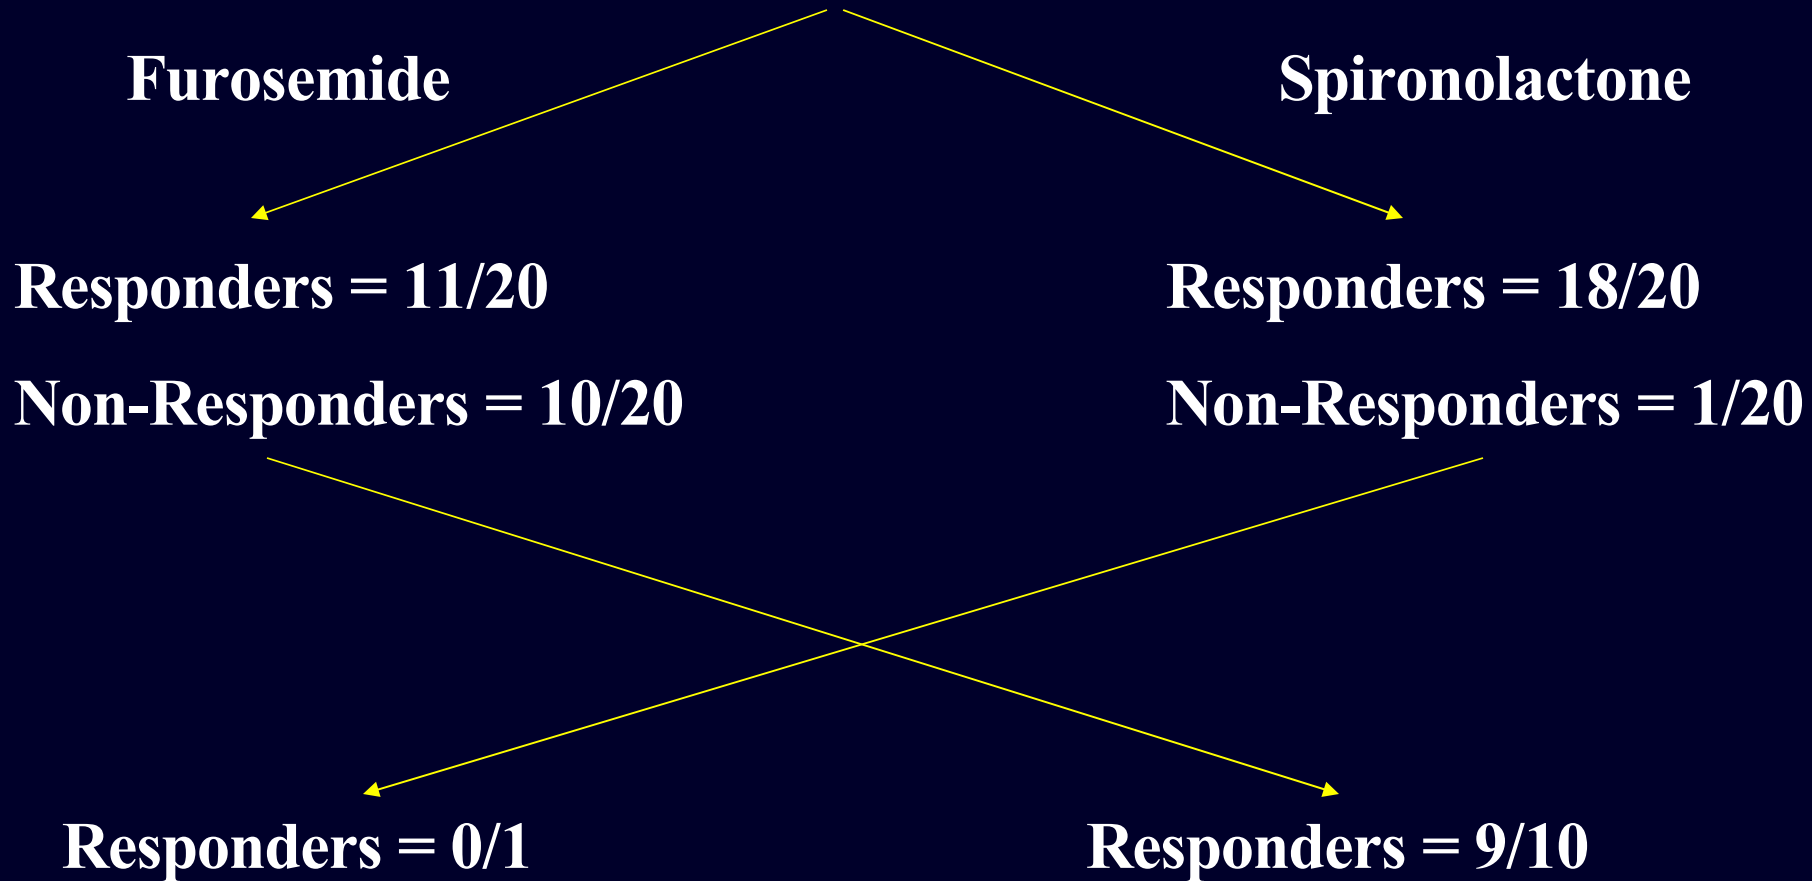 Furosemide
Spironolactone
Responders = 11/20
Responders = 18/20
Non-Responders = 10/20
Non-Responders = 1/20
Responders = 0/1
Responders = 9/10